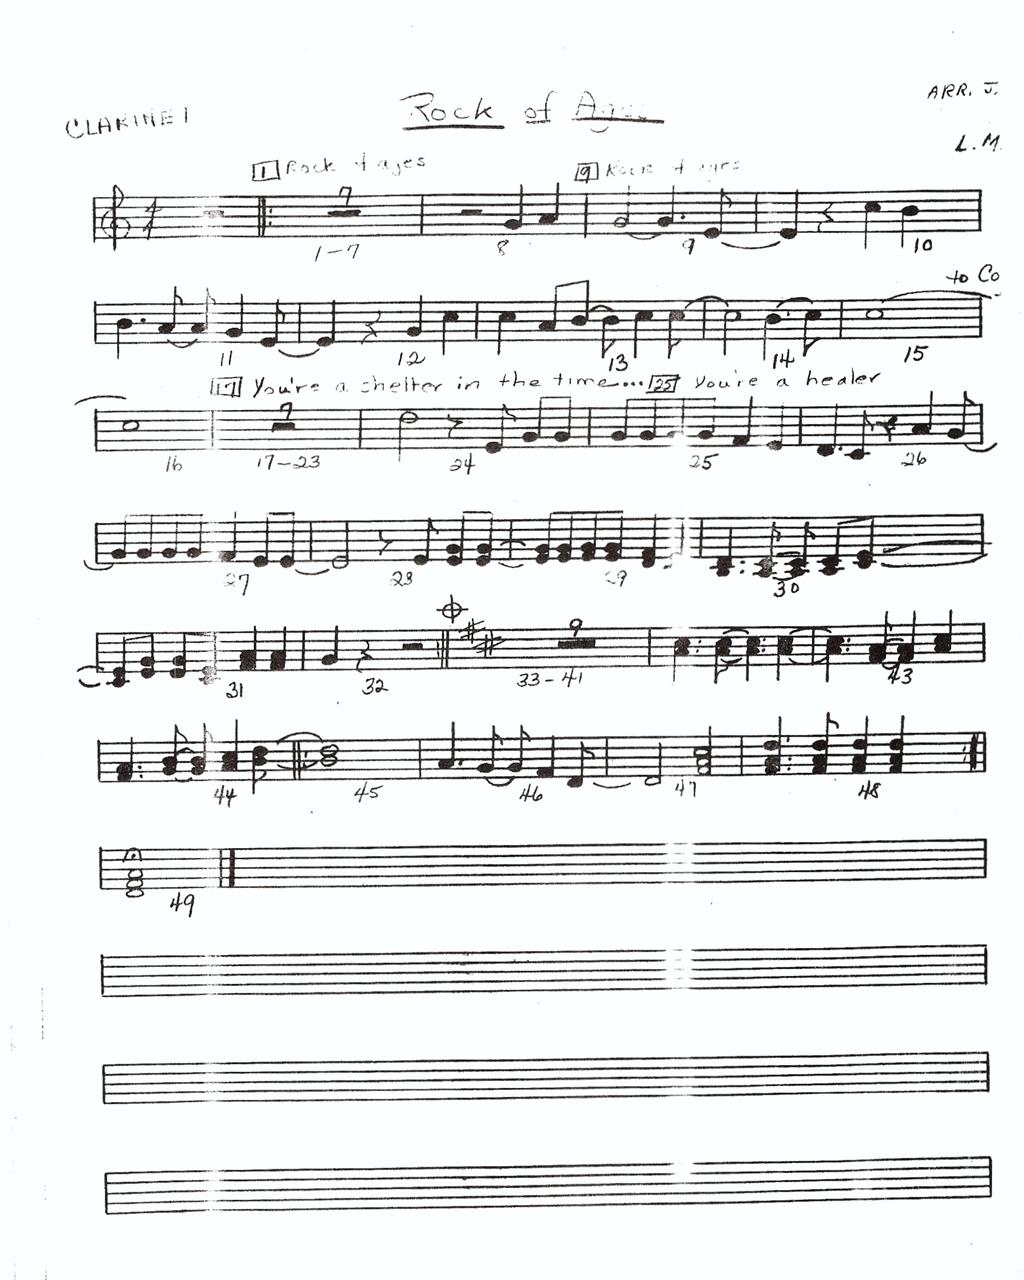 CLARINET
Rock of Ages
ARR. J.
L.M.
1 Rock of ages
9 Rock of ages
7
1-7 8 9 10
to Co
11 12 13 14 15
17 You're a shelter in the time... 25 You're a healer
7
16 17-23 24 25 26
27 28 29 30
9
31 32 33-41 43
44 45 46 47 48
49